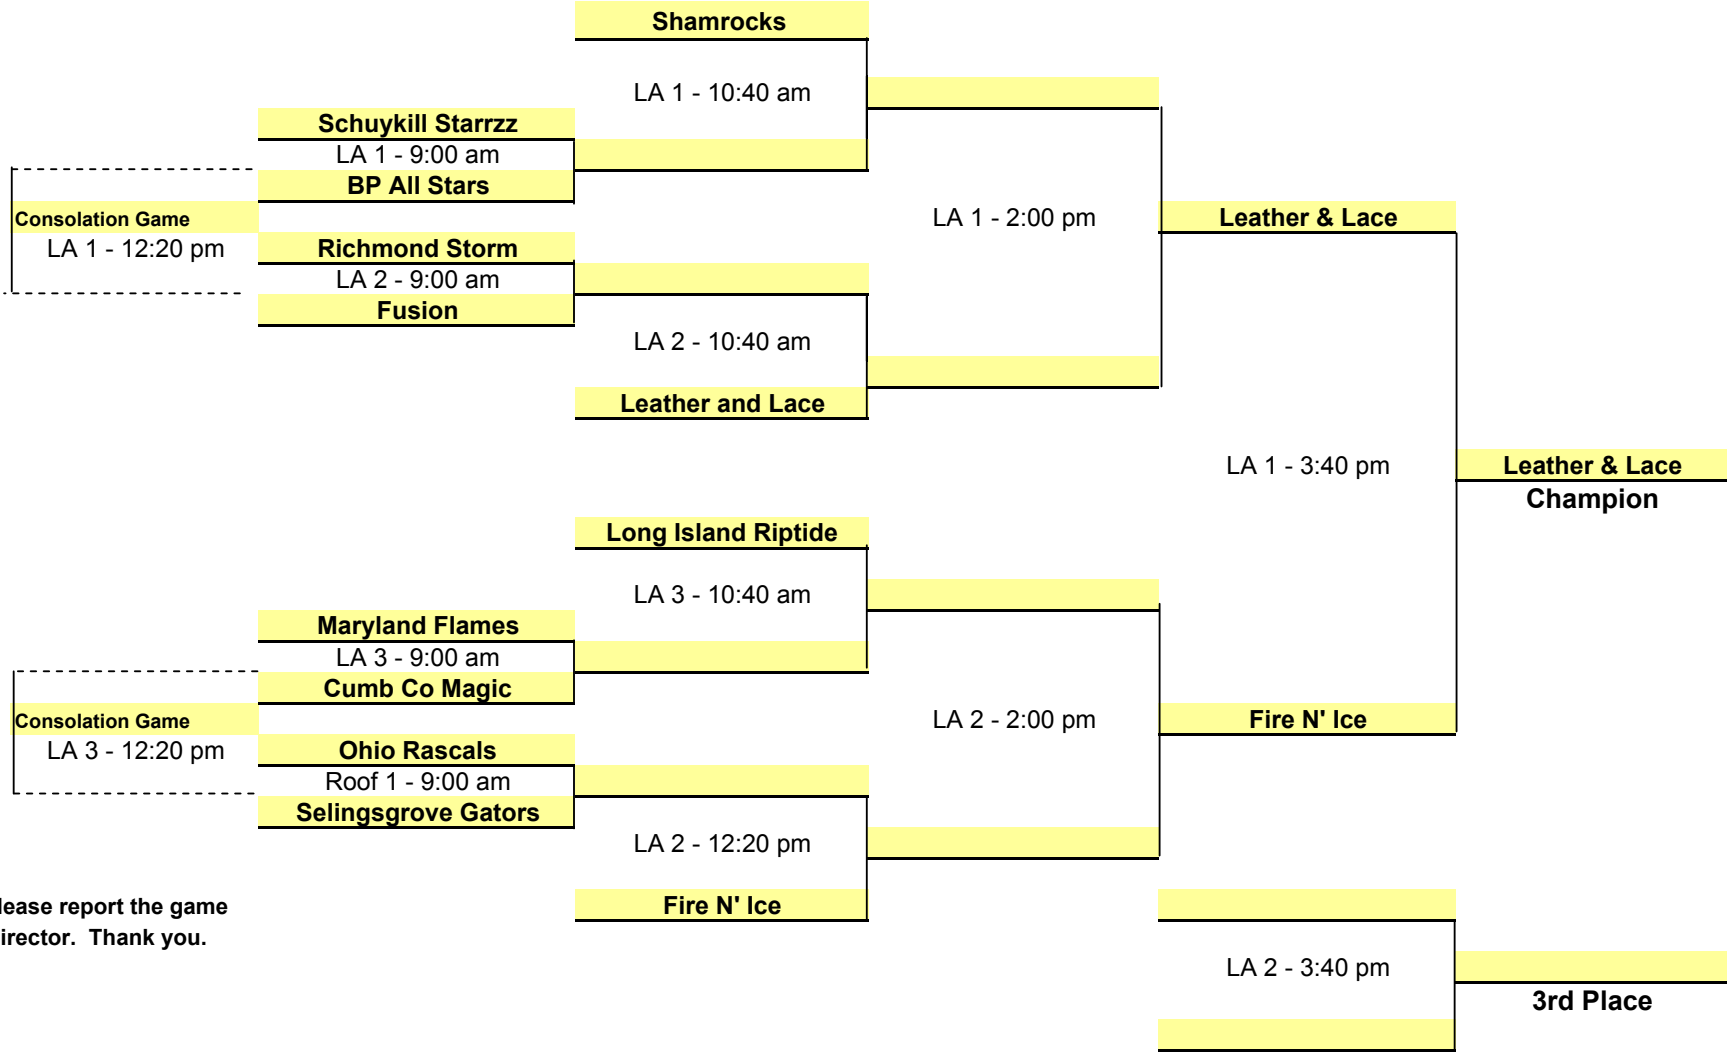 Shamrocks
LA 1 - 10:40 am
Schuykill Starrzz
LA 1 - 9:00 am
BP All Stars
Consolation Game
LA 1 - 12:20 pm
Richmond Storm
LA 2 - 9:00 am
Fusion
LA 1 - 2:00 pm
Leather & Lace
LA 2 - 10:40 am
Leather and Lace
LA 1 - 3:40 pm
Leather & Lace
Champion
Long Island Riptide
LA 3 - 10:40 am
Maryland Flames
LA 3 - 9:00 am
Cumb Co Magic
Consolation Game
LA 3 - 12:20 pm
Ohio Rascals
Roof 1 - 9:00 am
Selingsgrove Gators
LA 2 - 2:00 pm
Fire N' Ice
LA 2 - 12:20 pm
Fire N' Ice
lease report the game
irector.  Thank you.
LA 2 - 3:40 pm
3rd Place